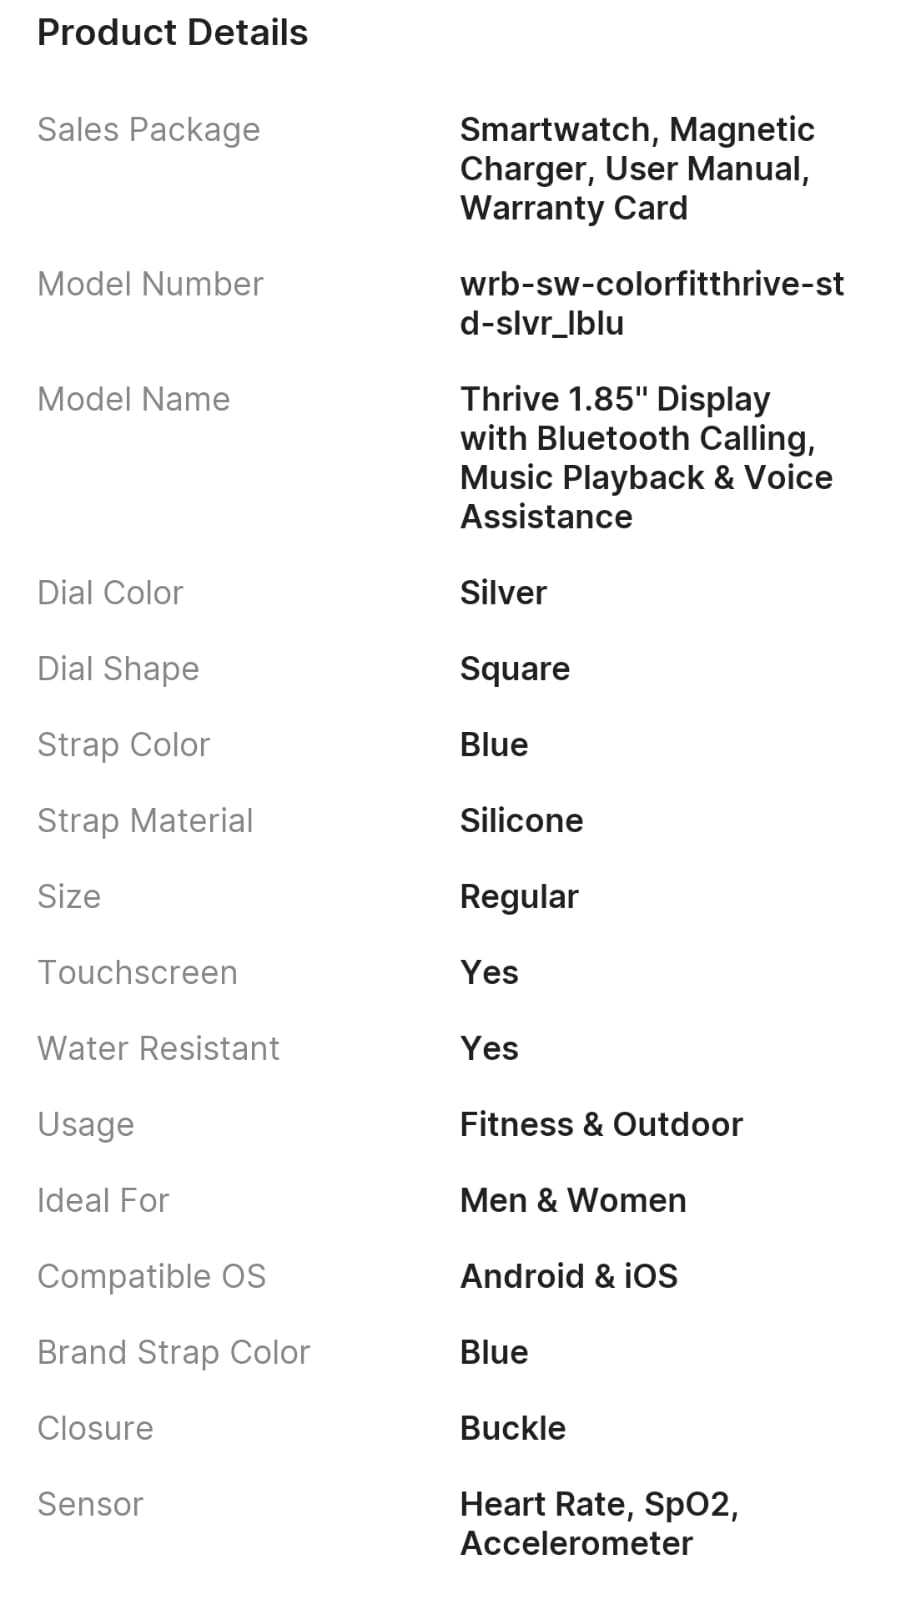 Product Details
Sales Package Smartwatch, Magnetic
Charger, User Manual,
Warranty Card
Model Number wrb-sw-colorfitthrive-st
d-slvr_lblu
Model Name Thrive 1.85" Display
with Bluetooth Calling,
Music Playback & Voice
Assistance
Dial Color Silver
Dial Shape Square
Strap Color Blue
Strap Material Silicone
Size Regular
Touchscreen Yes
Water Resistant Yes
Usage Fitness & Outdoor
Ideal For Men & Women
Compatible OS Android & iOS
Brand Strap Color Blue
Closure Buckle
Sensor Heart Rate, SpO2,
Accelerometer